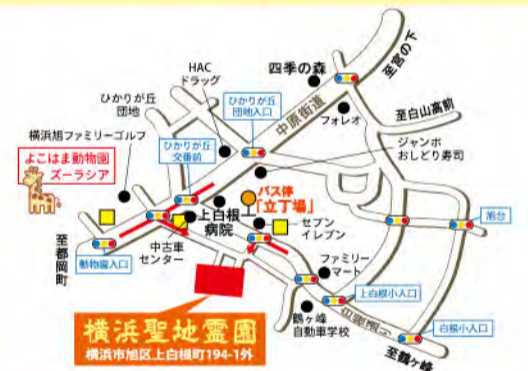 四季の森
至宮の下
HAC
ドラッグ
ひかりが丘
団地
ひかりが丘
団地入口
中原街道
フォレオ
至白山高前
横浜旭ファミリーゴルフ
ひかりが丘
交番前
ジャンボ
おしどり寿司
よこはま動物園
ズーラシア
バス停
「立丁場」
上白根
病院
セブン
イレブン
旭台
至都岡町
動物園入口
中古車
センター
ファミリー
マート
上白根小入口
白根小入口
鶴ヶ峰
自動車学校
至鶴ヶ峰
横浜聖地霊園
横浜市旭区上白根町194-1外